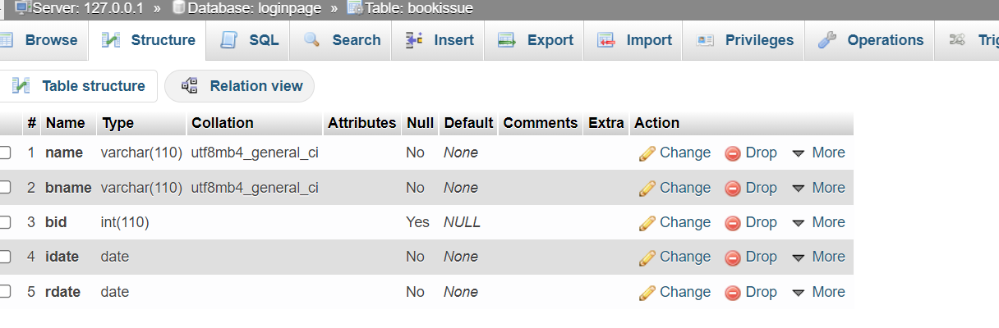 Server: 127.0.0.1 » Database: loginpage » Table: bookissue
Browse Structure SQL Search Insert Export Import Privileges Operations
Table structure Relation view
# Name Type Collation Attributes Null Default Comments Extra Action
1 name varchar(110) utf8mb4_general_ci No None Change Drop More
2 bname varchar(110) utf8mb4_general_ci No None Change Drop More
3 bid int(110) Yes NULL Change Drop More
4 idate date No None Change Drop More
5 rdate date No None Change Drop More